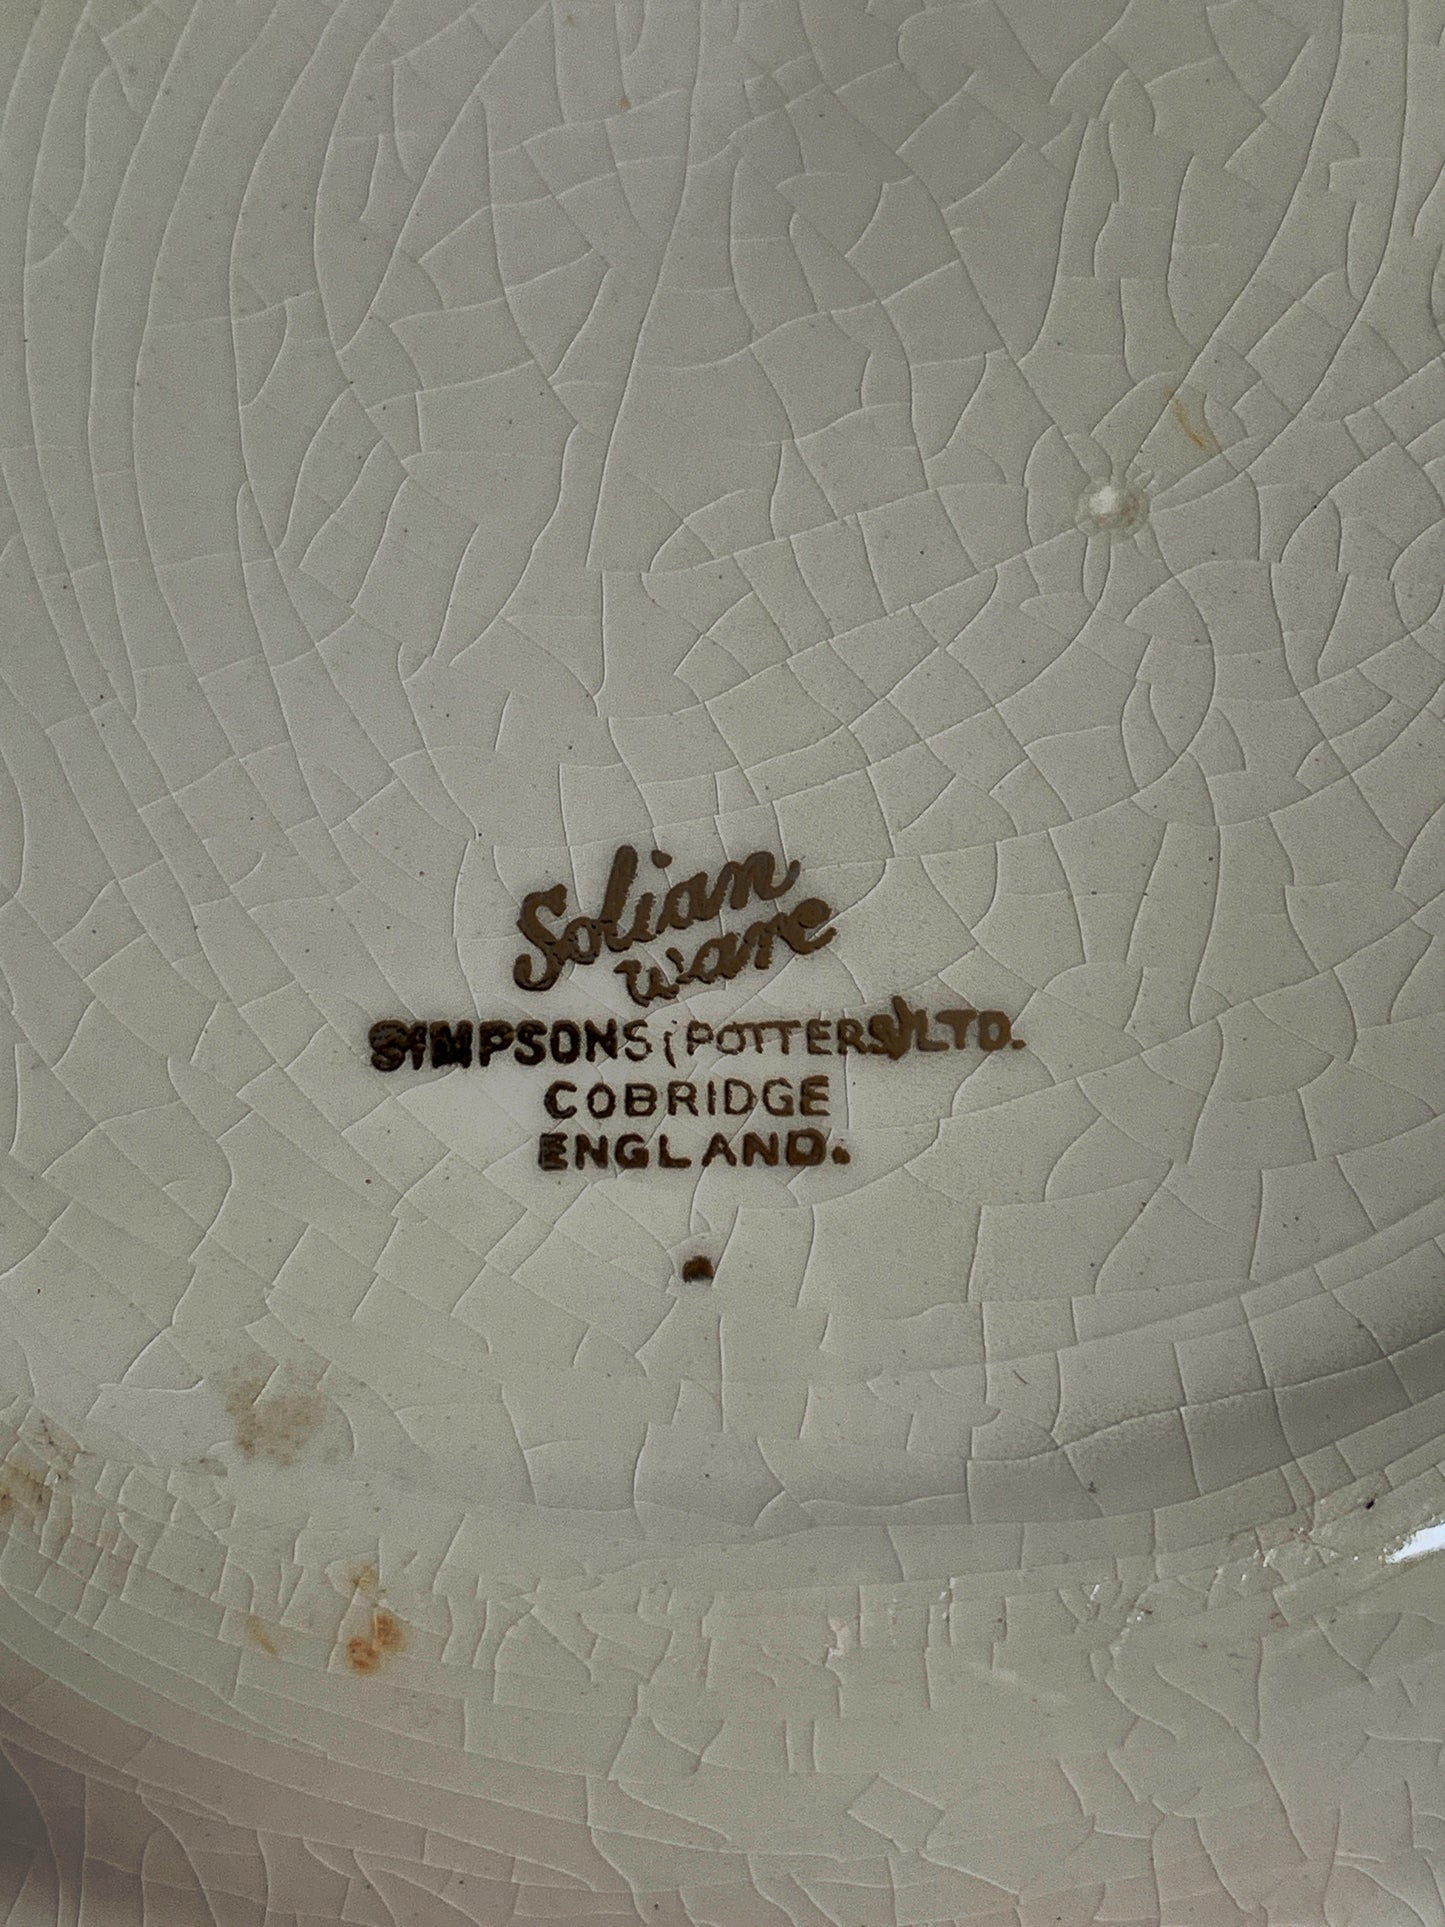 Solian
ware
SIMPSONS (POTTERS) LTD.
COBRIDGE
ENGLAND.